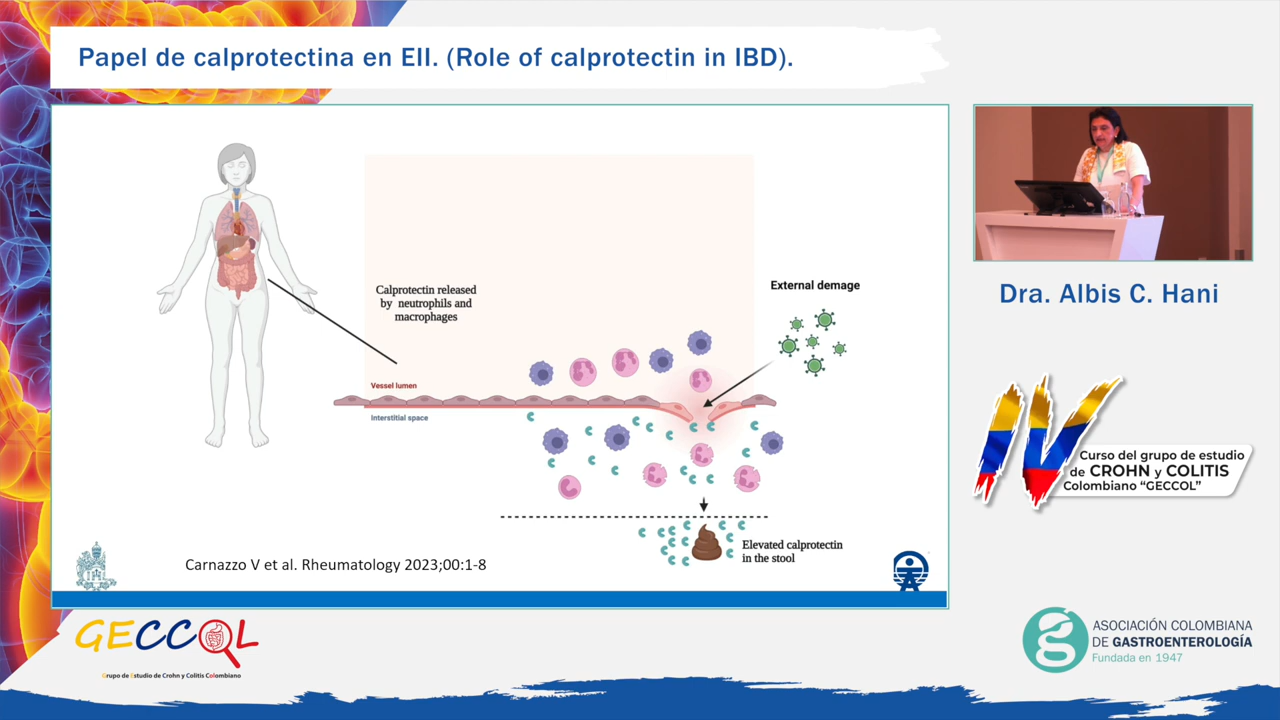 Papel de calprotectina en EII. (Role of calprotectin in IBD).
Calprotectin released
by neutrophils and
macrophages
External demage
Vessel lumen
Interstitial space
Elevated calprotectin
in the stool
Carnazzo V et al. Rheumatology 2023;00:1-8
Dra. Albis C. Hani
IV
Curso del grupo de estudio
de CROHN y COLITIS
Colombiano “GECCOL”
GECCOL
Grupo de Estudio de Crohn y Colitis Colombiano
ASOCIACIÓN COLOMBIANA
DE GASTROENTEROLOGÍA
Fundada en 1947